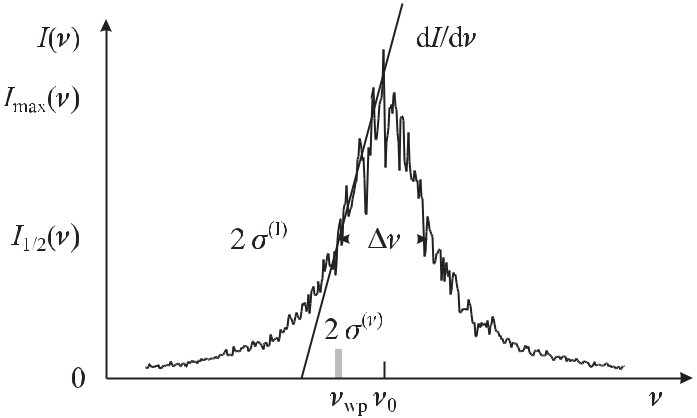 I(ν) dI/dν
I_max(ν)
I_1/2(ν) 2 σ^(I) Δν
2 σ^(ν)
0
ν_wp ν_0 ν